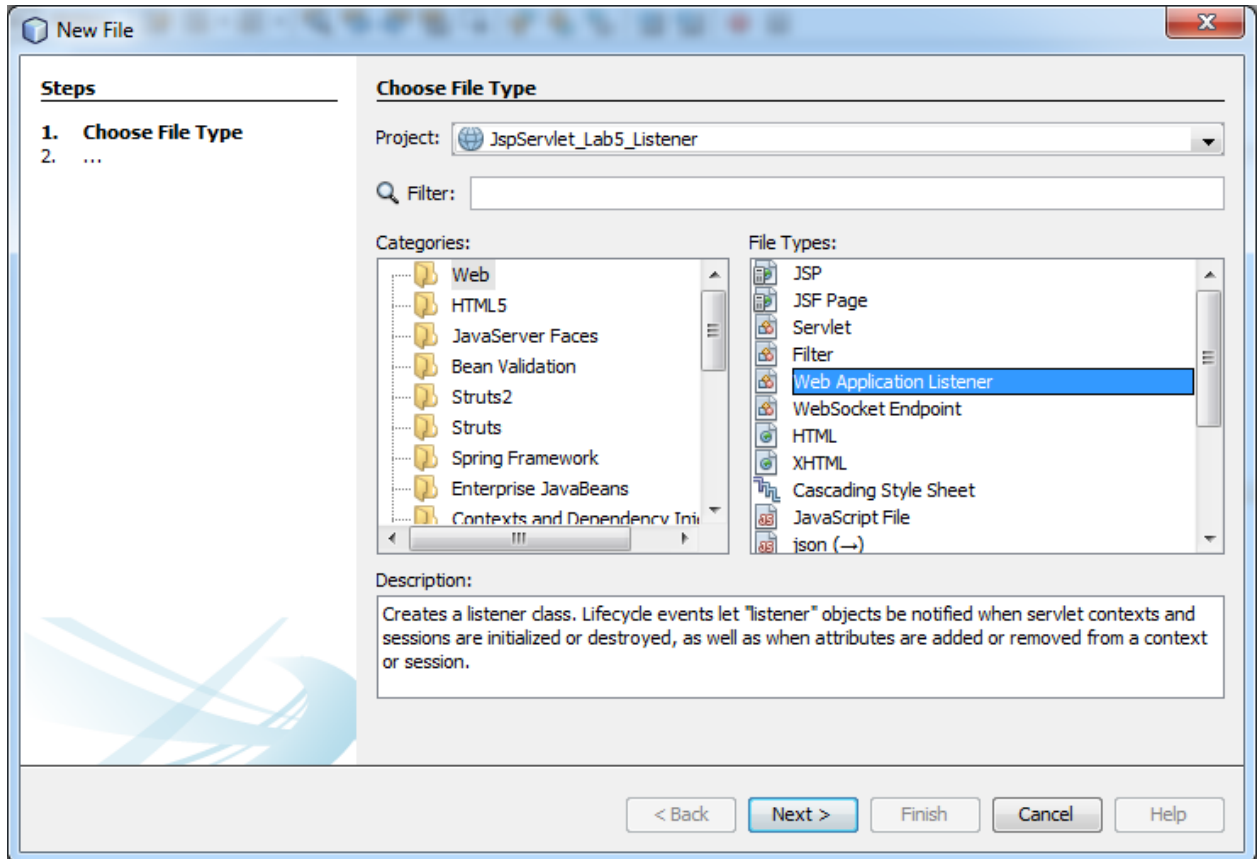 New File
Steps
1. Choose File Type
2. ...
Choose File Type
Project: JspServlet_Lab5_Listener
Filter:
Categories:
Web
HTML5
JavaServer Faces
Bean Validation
Struts2
Struts
Spring Framework
Enterprise JavaBeans
Contexts and Dependency Inj
File Types:
JSP
JSF Page
Servlet
Filter
Web Application Listener
WebSocket Endpoint
HTML
XHTML
Cascading Style Sheet
JavaScript File
json (→)
Description:
Creates a listener class. Lifecycle events let "listener" objects be notified when servlet contexts and
sessions are initialized or destroyed, as well as when attributes are added or removed from a context
or session.
< Back Next > Finish Cancel Help